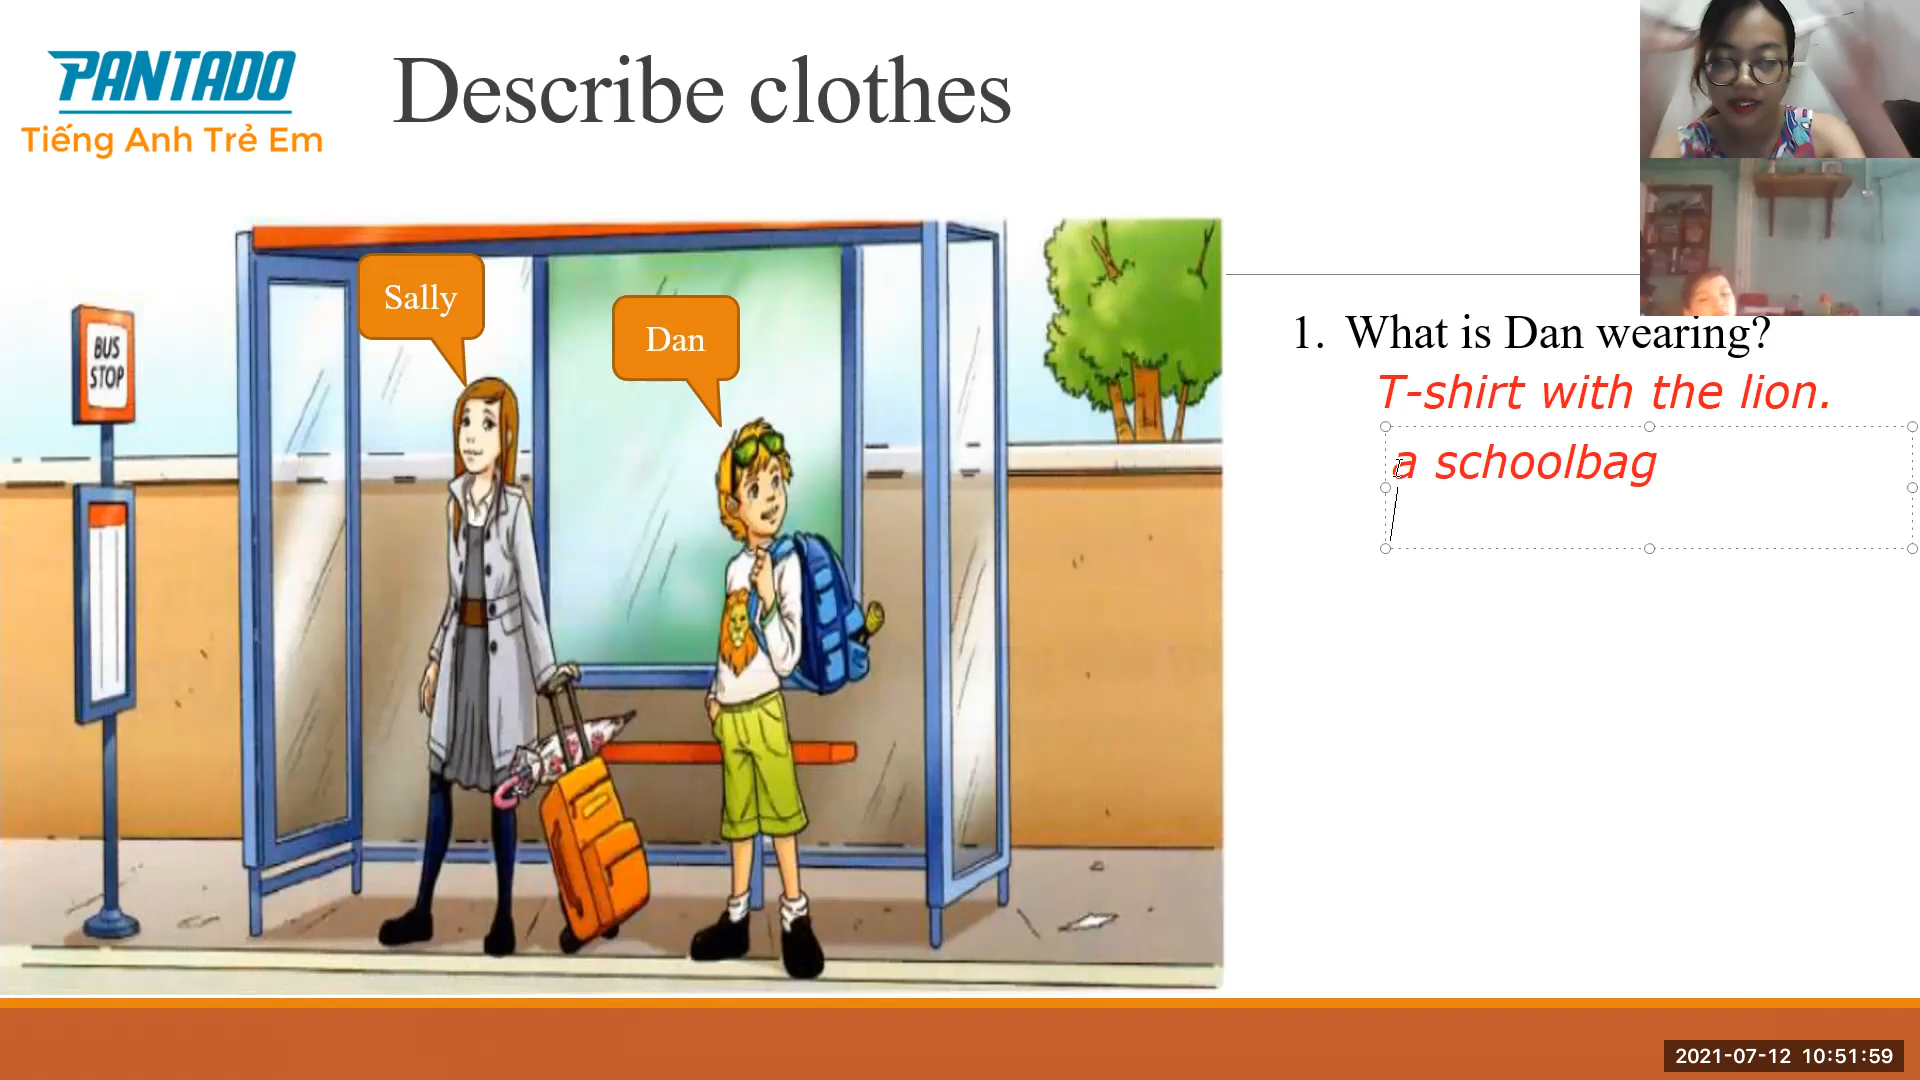 PANTADO
Tiếng Anh Trẻ Em
Describe clothes
BUS
STOP
Sally
Dan
1. What is Dan wearing?
T-shirt with the lion.
a schoolbag
2021-07-12 10:51:59